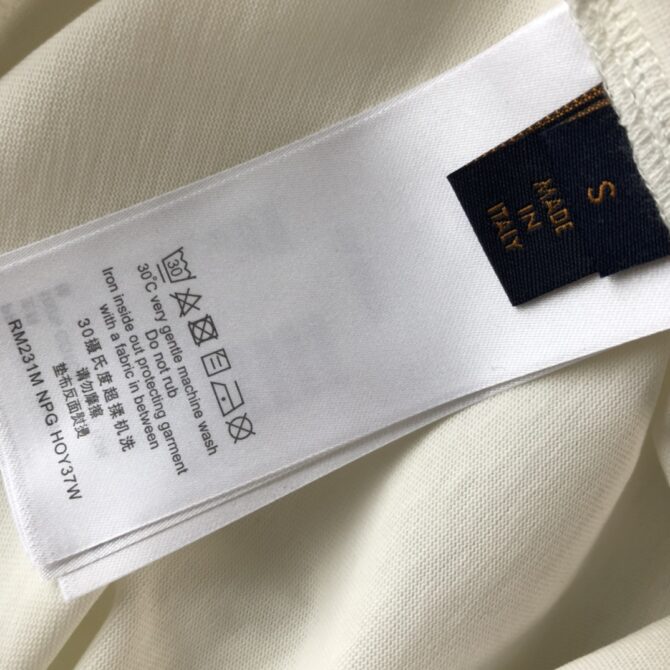 S
MADE
IN
ITALY
30
30°C very gentle machine wash
Do not rub
Iron inside out protecting garment
with a fabric in between
30摄氏度超揉机洗
请勿摩擦
垫布反面熨烫
RM231M NPG HOY37W